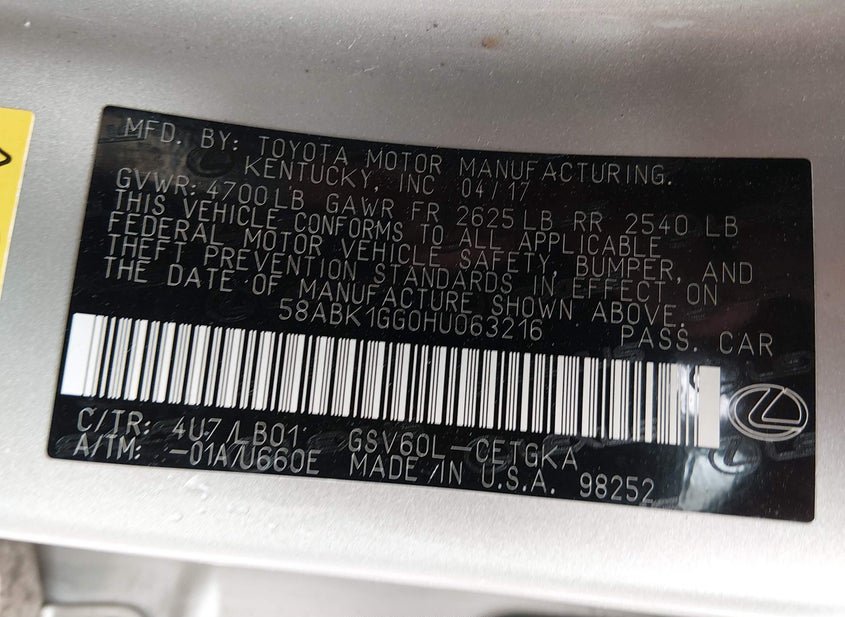 MFD. BY: TOYOTA MOTOR MANUFACTURING.
KENTUCKY, INC 04/17
GVWR: 4700LB GAWR FR 2625LB RR 2540LB
THIS VEHICLE CONFORMS TO ALL APPLICABLE
FEDERAL MOTOR VEHICLE SAFETY, BUMPER, AND
THEFT PREVENTION STANDARDS IN EFFECT ON
THE DATE OF MANUFACTURE SHOWN ABOVE.
58ABK1GG0HU063216 PASS. CAR
C/TR: 4U7/LB01 GSV60L-CETGKA
A/TM: -01A/U660E MADE IN U.S.A. 98252